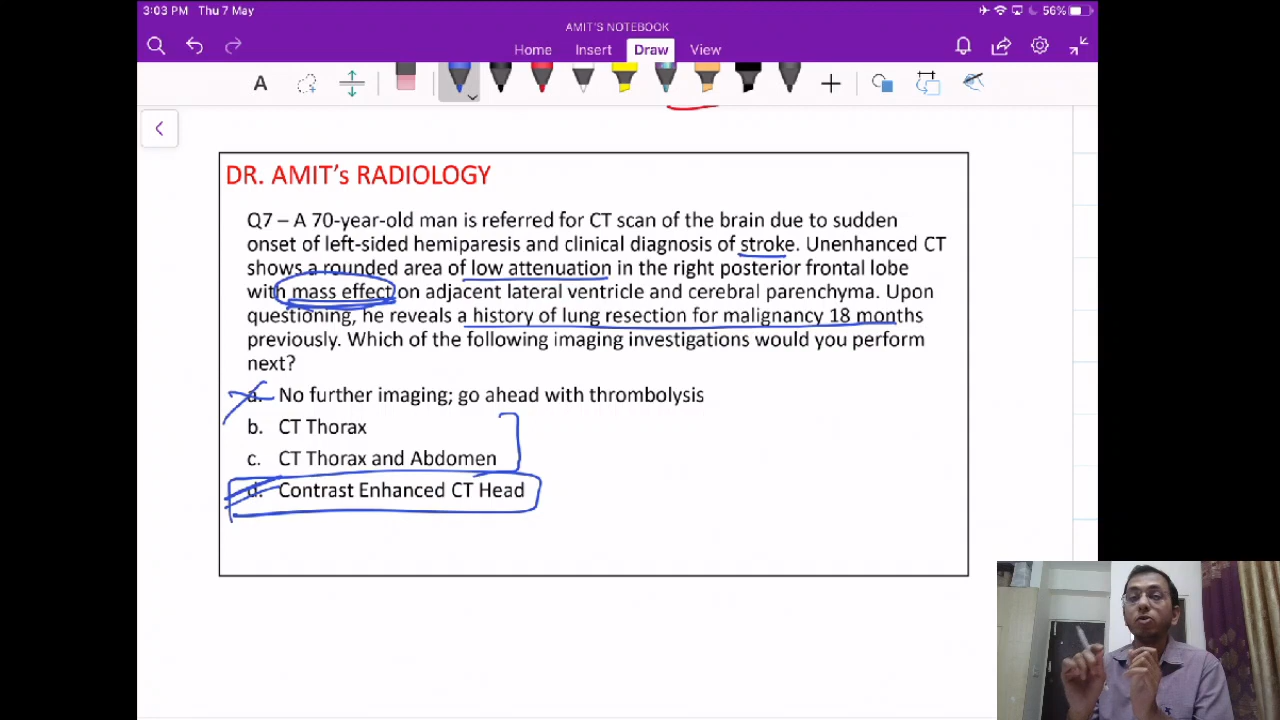 3:03 PM Thu 7 May
56%
AMIT'S NOTEBOOK
Home Insert Draw View
A
DR. AMIT's RADIOLOGY
Q7 – A 70-year-old man is referred for CT scan of the brain due to sudden
onset of left-sided hemiparesis and clinical diagnosis of stroke. Unenhanced CT
shows a rounded area of low attenuation in the right posterior frontal lobe
with mass effect on adjacent lateral ventricle and cerebral parenchyma. Upon
questioning, he reveals a history of lung resection for malignancy 18 months
previously. Which of the following imaging investigations would you perform
next?
a. No further imaging; go ahead with thrombolysis
b. CT Thorax
c. CT Thorax and Abdomen
d. Contrast Enhanced CT Head